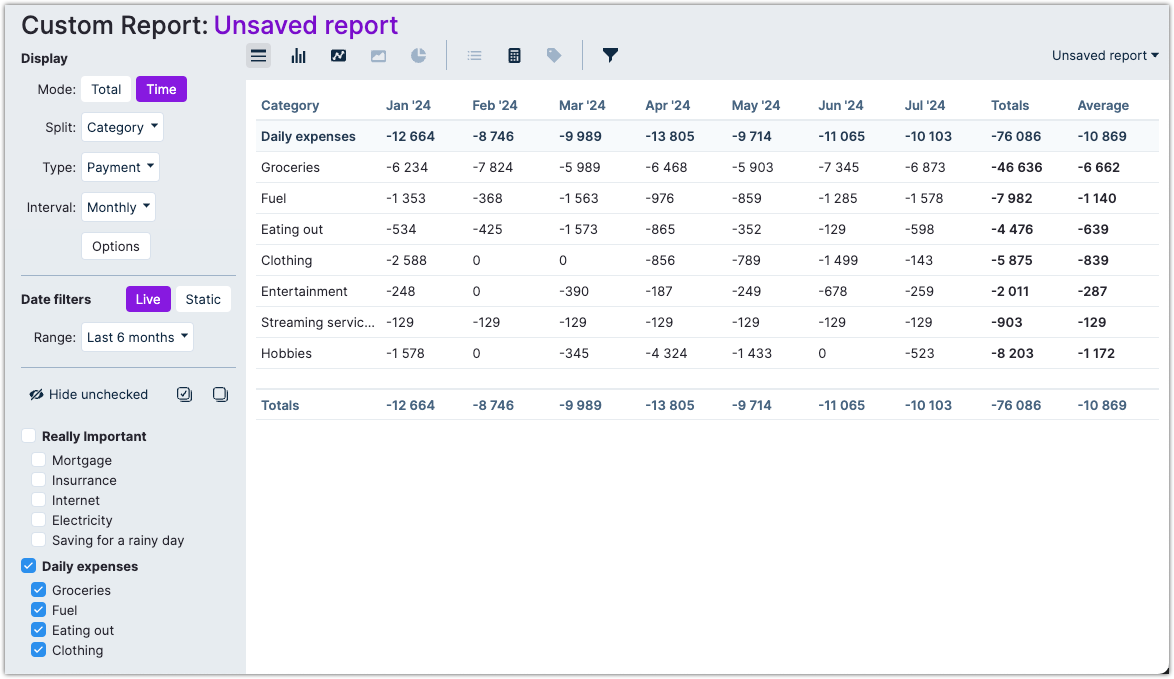 Custom Report: Unsaved report
Display
Mode: Total Time
Split: Category
Type: Payment
Interval: Monthly
Options
Date filters Live Static
Range: Last 6 months
Hide unchecked
Really Important
Mortgage
Insurrance
Internet
Electricity
Saving for a rainy day
Daily expenses
Groceries
Fuel
Eating out
Clothing
Unsaved report
Category Jan '24 Feb '24 Mar '24 Apr '24 May '24 Jun '24 Jul '24 Totals Average
Daily expenses -12 664 -8 746 -9 989 -13 805 -9 714 -11 065 -10 103 -76 086 -10 869
Groceries -6 234 -7 824 -5 989 -6 468 -5 903 -7 345 -6 873 -46 636 -6 662
Fuel -1 353 -368 -1 563 -976 -859 -1 285 -1 578 -7 982 -1 140
Eating out -534 -425 -1 573 -865 -352 -129 -598 -4 476 -639
Clothing -2 588 0 0 -856 -789 -1 499 -143 -5 875 -839
Entertainment -248 0 -390 -187 -249 -678 -259 -2 011 -287
Streaming servic... -129 -129 -129 -129 -129 -129 -129 -903 -129
Hobbies -1 578 0 -345 -4 324 -1 433 0 -523 -8 203 -1 172
Totals -12 664 -8 746 -9 989 -13 805 -9 714 -11 065 -10 103 -76 086 -10 869